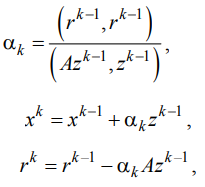 α_k = (r^{k-1}, r^{k-1}) / (Az^{k-1}, z^{k-1}),
x^k = x^{k-1} + α_k z^{k-1},
r^k = r^{k-1} − α_k Az^{k-1},